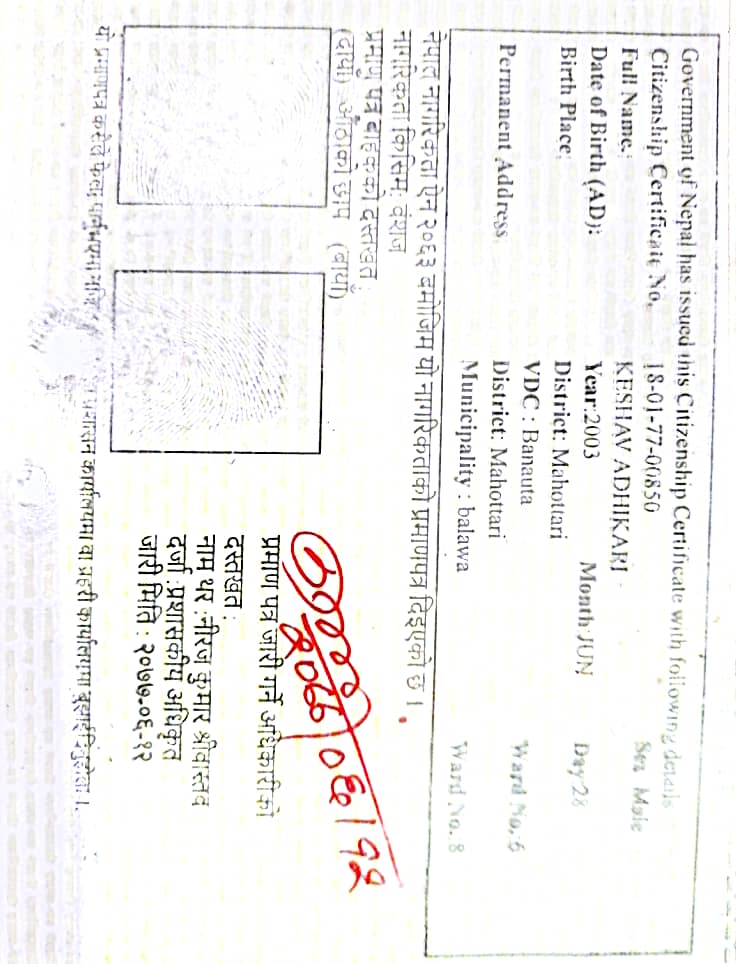 Government of Nepal has issued this Citizenship Certificate with following details
Citizenship Certificate No. 18-01-77-00850 Sex Male
Full Name: KESHAV ADHIKARI
Date of Birth (AD): Year:2003 Month:JUN Day 28
Birth Place: District: Mahottari
VDC : Banauta Ward No. 6
Permanent Address District: Mahottari
Municipality : balawa Ward No. 8
नेपाल नागरिकता ऐन २०६३ बमोजिम यो नागरिकताको प्रमाणपत्र दिइएको छ ।
नागरिकता किसिम: वंशज
प्रमाण पत्र बाहकको दस्तखत:
(दायाँ) औंठाको छाप (बायाँ)
२०७७/०६/१२
प्रमाण पत्र जारी गर्ने अधिकारीको
दस्तखत :
नाम थर : नीरज कुमार श्रीवास्तव
दर्जा : प्रशासकीय अधिकृत
जारी मिति : २०७७-०६-१२
यो प्रमाणपत्र कसैले फेला प्रशासन कार्यालयमा वा प्रहरी कार्यालयमा बुझाई दिनुहोला ।